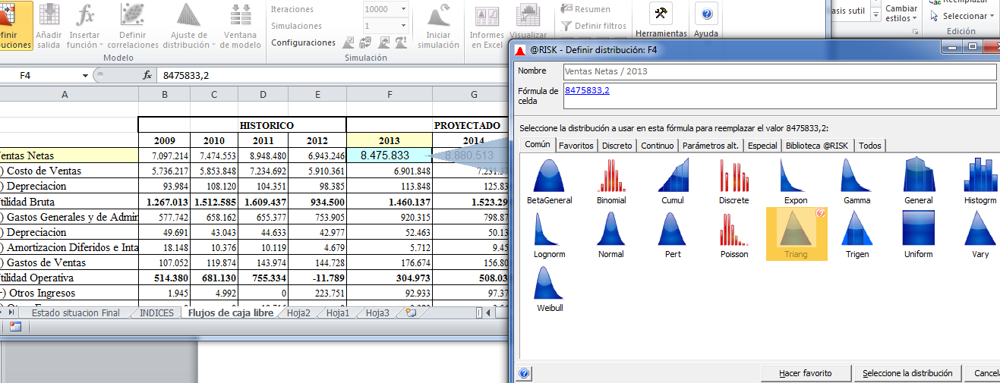 Iteraciones 10000
Simulaciones 1
Configuraciones
Añadir salida
Insertar función
Definir correlaciones
Ajuste de distribución
Ventana de modelo
Iniciar simulación
Informes en Excel
Visualizar
Resumen
Definir filtros
Herramientas
Ayuda
Modelo
Simulación
Cambiar estilos
Seleccionar
Edición
F4 fx 8475833,2
A B C D E F G
HISTORICO PROYECTADO
2009 2010 2011 2012 2013 2014
entas Netas 7.097.214 7.474.553 8.948.480 6.943.246 8.475.833 8.880.513
) Costo de Ventas 5.736.217 5.853.848 7.234.692 5.910.361 6.901.848
) Depreciacion 93.984 108.120 104.351 98.385 113.848 125.83
tilidad Bruta 1.267.013 1.512.585 1.609.437 934.500 1.460.137 1.523.29
) Gastos Generales y de Admin 577.742 658.162 655.377 753.905 920.315 798.87
) Depreciacion 49.691 43.043 44.633 42.977 52.463 50.13
) Amortizacion Diferidos e Inta 18.148 10.376 10.119 4.679 5.712 9.45
) Gastos de Ventas 107.052 119.874 143.974 144.728 176.674 156.80
tilidad Operativa 514.380 681.130 755.334 -11.789 304.973 508.03
+) Otros Ingresos 1.945 4.992 0 223.751 92.933 97.37
Estado situacion Final INDICES Flujos de caja libre Hoja2 Hoja1 Hoja3
@RISK - Definir distribución: F4
Nombre Ventas Netas / 2013
Fórmula de celda 8475833,2
Seleccione la distribución a usar en esta fórmula para reemplazar el valor 8475833,2:
Común Favoritos Discreto Continuo Parámetros alt. Especial Biblioteca @RISK Todos
BetaGeneral Binomial Cumul Discrete Expon Gamma General Histogrm
Lognorm Normal Pert Poisson Triang Trigen Uniform Vary
Weibull
Hacer favorito Seleccione la distribución Cancela